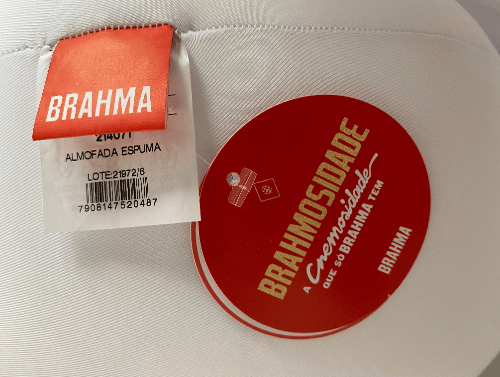 BRAHMA
214071
ALMOFADA ESPUMA
LOTE:21972/6
7908147520487
BRAHMOSIDADE
A Cremosidade
QUE SÓ BRAHMA TEM
BRAHMA